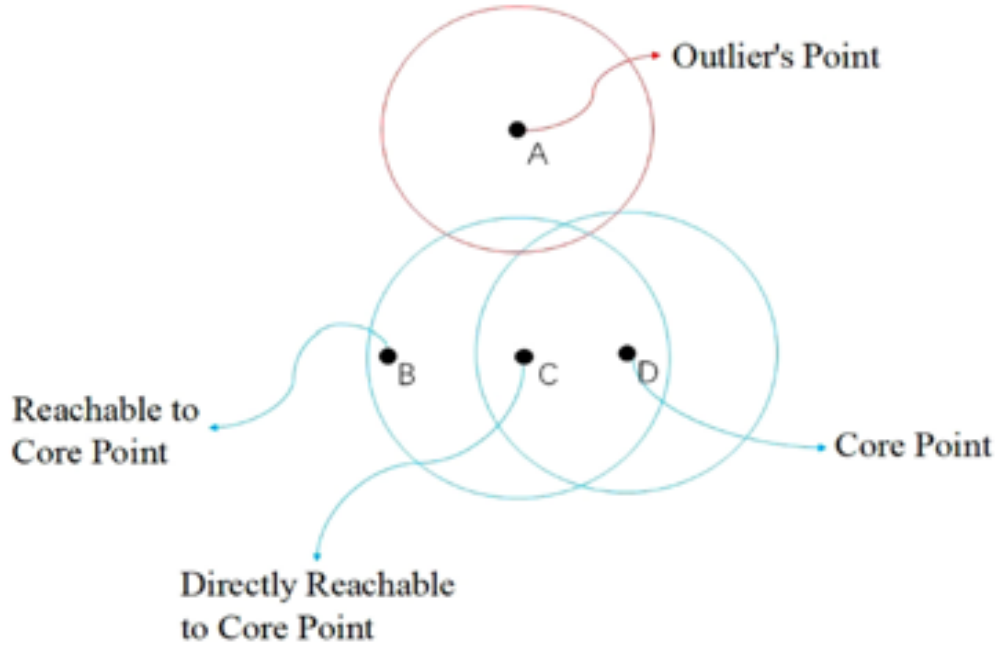 Outlier's Point
A
B
C
D
Reachable to
Core Point
Core Point
Directly Reachable
to Core Point